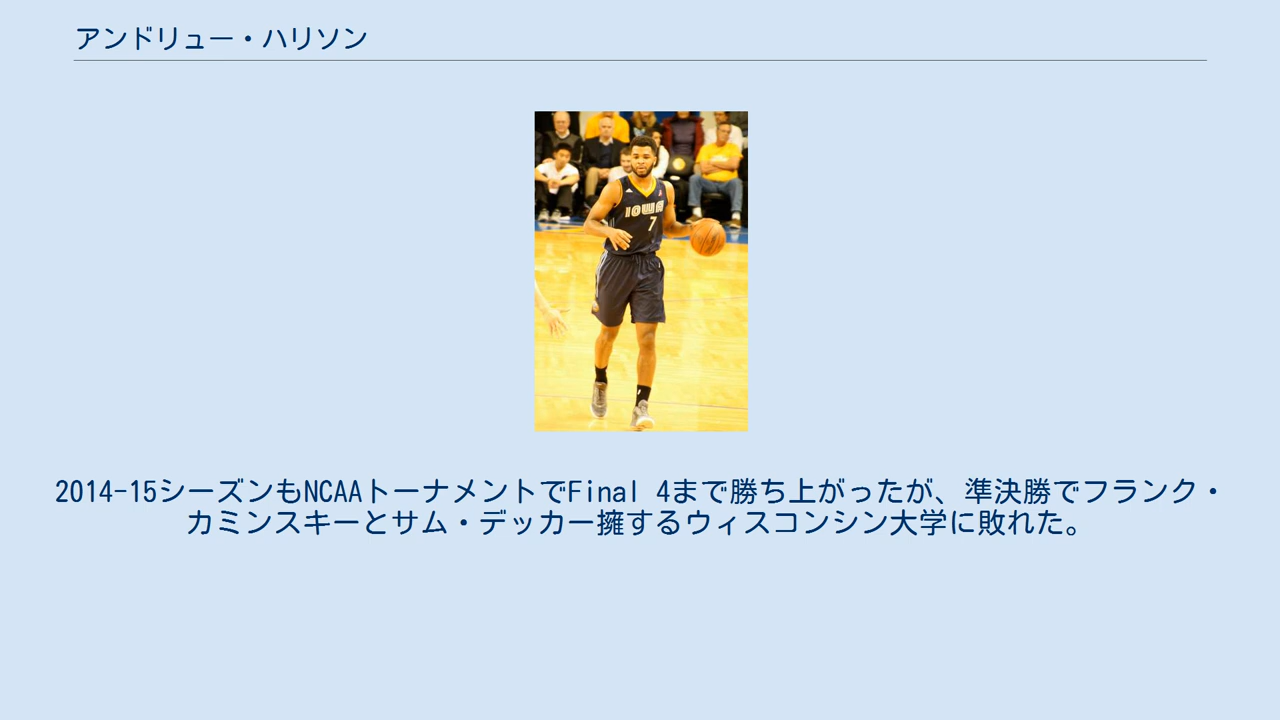 アンドリュー・ハリソン
IOWA
7
2014-15シーズンもNCAAトーナメントでFinal 4まで勝ち上がったが、準決勝でフランク・
カミンスキーとサム・デッカー擁するウィスコンシン大学に敗れた。